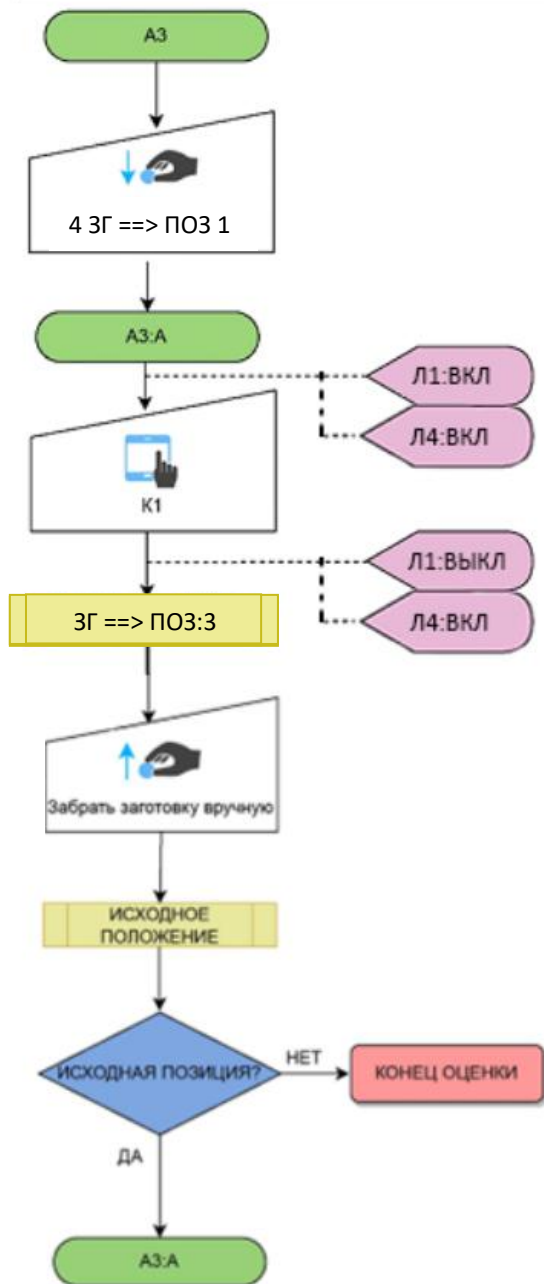 А3
4 ЗГ ==> ПОЗ 1
А3:А
Л1:ВКЛ
Л4:ВКЛ
К1
Л1:ВЫКЛ
Л4:ВКЛ
ЗГ ==> ПОЗ:3
Забрать заготовку вручную
ИСХОДНОЕ
ПОЛОЖЕНИЕ
ИСХОДНАЯ ПОЗИЦИЯ?
НЕТ
КОНЕЦ ОЦЕНКИ
ДА
А3:А